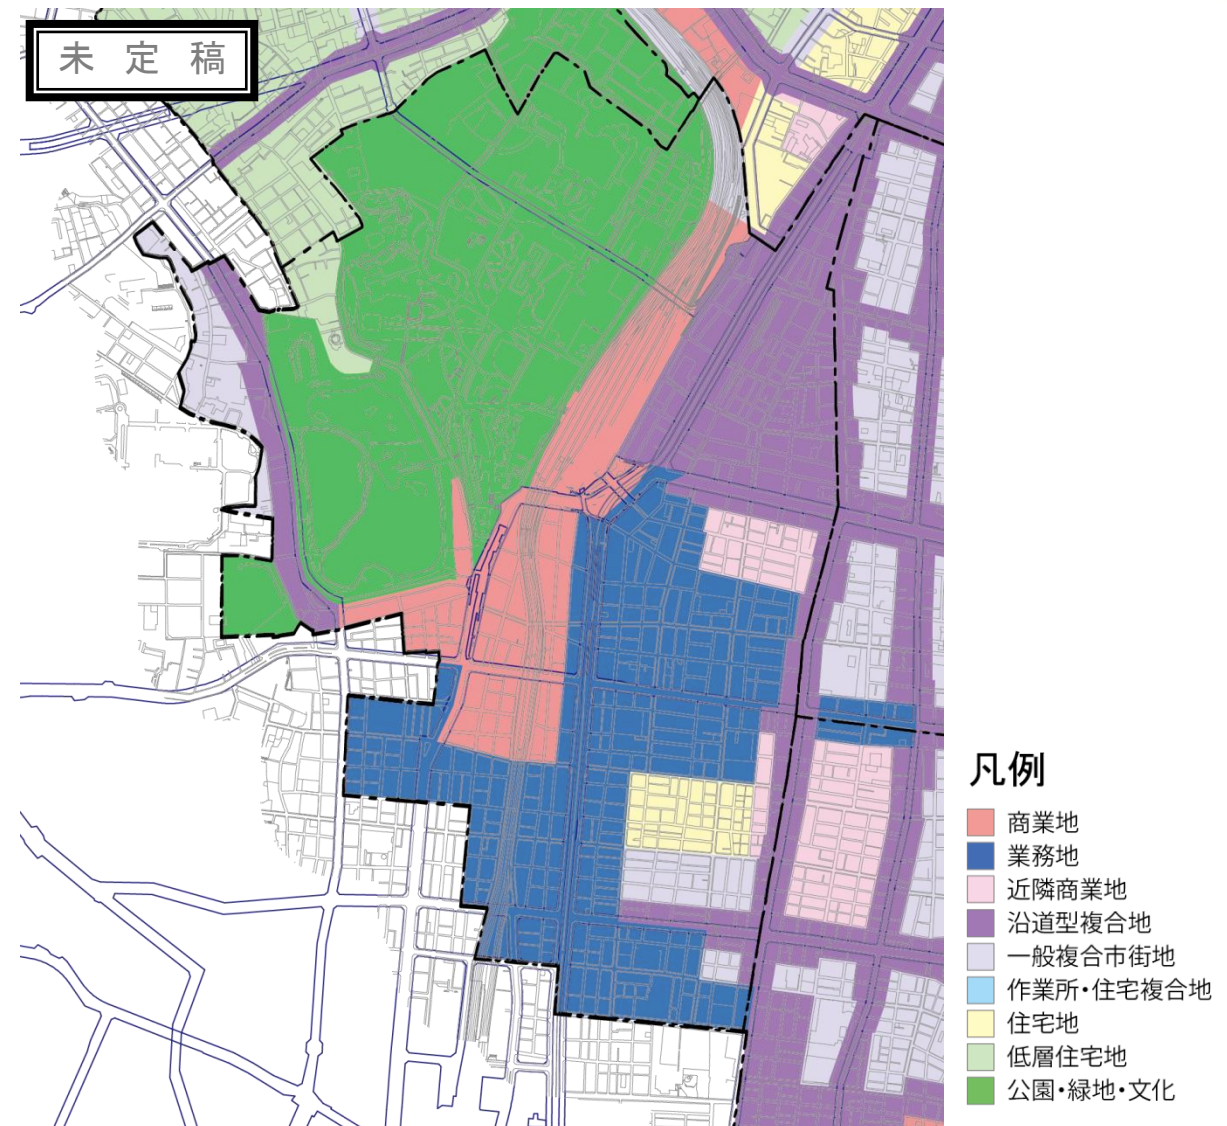 未定稿
凡例
商業地
業務地
近隣商業地
沿道型複合地
一般複合市街地
作業所・住宅複合地
住宅地
低層住宅地
公園・緑地・文化